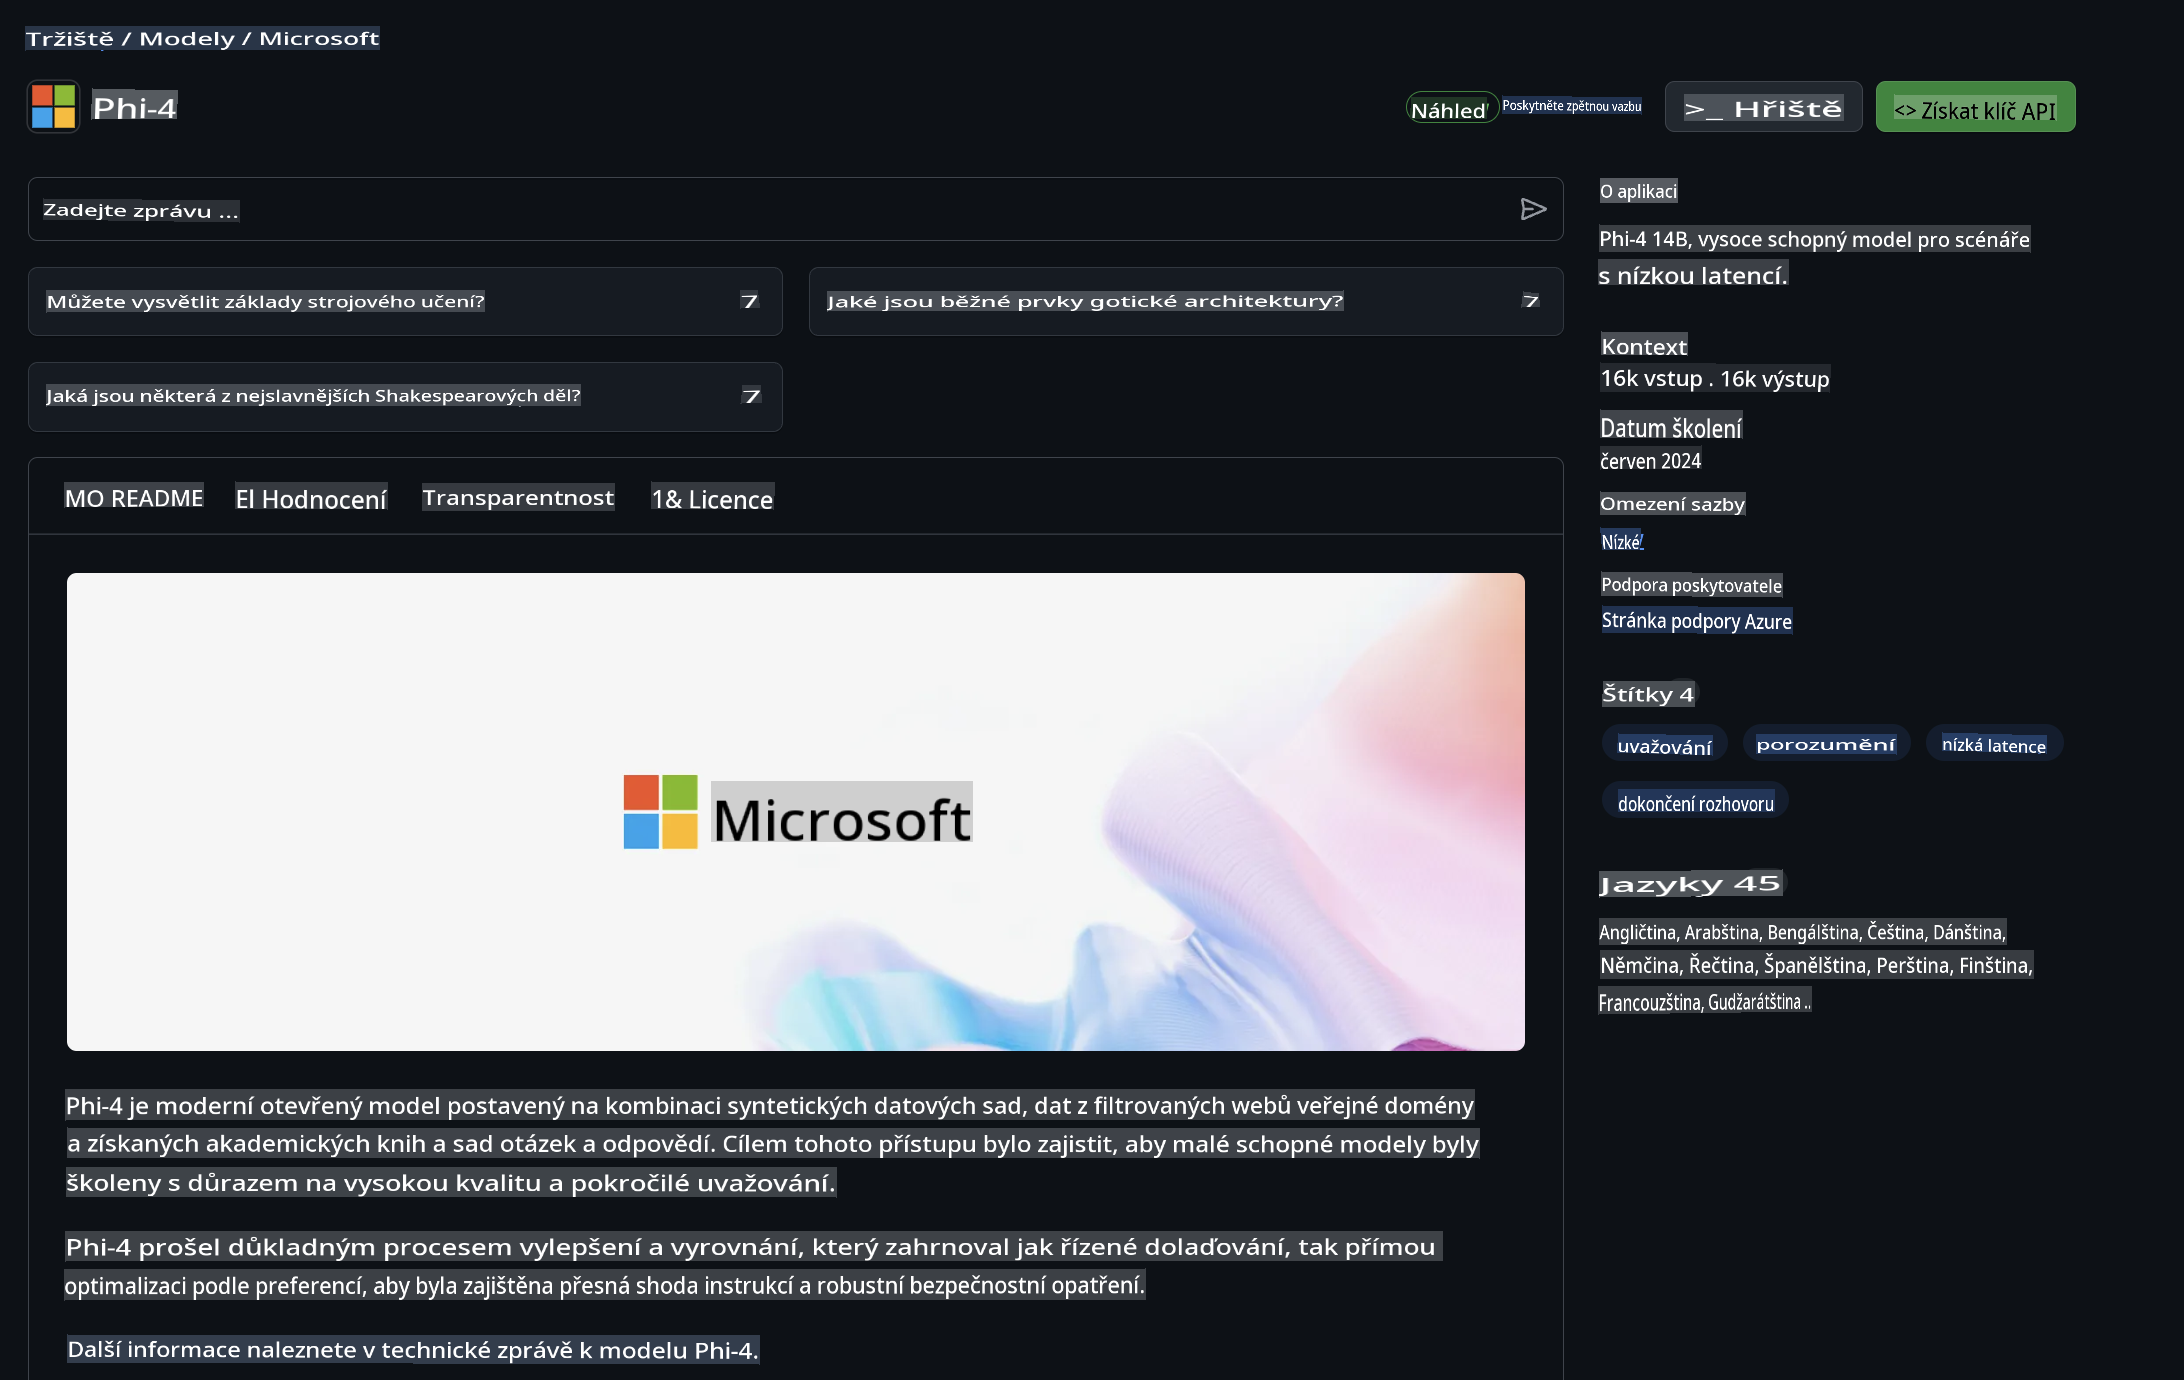 Tržiště / Modely / Microsoft
Phi-4
Náhled
Poskytněte zpětnou vazbu
>_ Hřiště
<> Získat klíč API
Zadejte zprávu ...
Můžete vysvětlit základy strojového učení?
Jaké jsou běžné prvky gotické architektury?
Jaká jsou některá z nejslavnějších Shakespearových děl?
MO README
El Hodnocení
Transparentnost
1& Licence
Microsoft
Phi-4 je moderní otevřený model postavený na kombinaci syntetických datových sad, dat z filtrovaných webů veřejné domény
a získaných akademických knih a sad otázek a odpovědí. Cílem tohoto přístupu bylo zajistit, aby malé schopné modely byly
školeny s důrazem na vysokou kvalitu a pokročilé uvažování.
Phi-4 prošel důkladným procesem vylepšení a vyrovnání, který zahrnoval jak řízené dolaďování, tak přímou
optimalizaci podle preferencí, aby byla zajištěna přesná shoda instrukcí a robustní bezpečnostní opatření.
Další informace naleznete v technické zprávě k modelu Phi-4.
O aplikaci
Phi-4 14B, vysoce schopný model pro scénáře
s nízkou latencí.
Kontext
16k vstup . 16k výstup
Datum školení
červen 2024
Omezení sazby
Nízké
Podpora poskytovatele
Stránka podpory Azure
Štítky 4
uvažování
porozumění
nízká latence
dokončení rozhovoru
Jazyky 45
Angličtina, Arabština, Bengálština, Čeština, Dánština,
Němčina, Řečtina, Španělština, Perština, Finština,
Francouzština, Gudžarátština ..